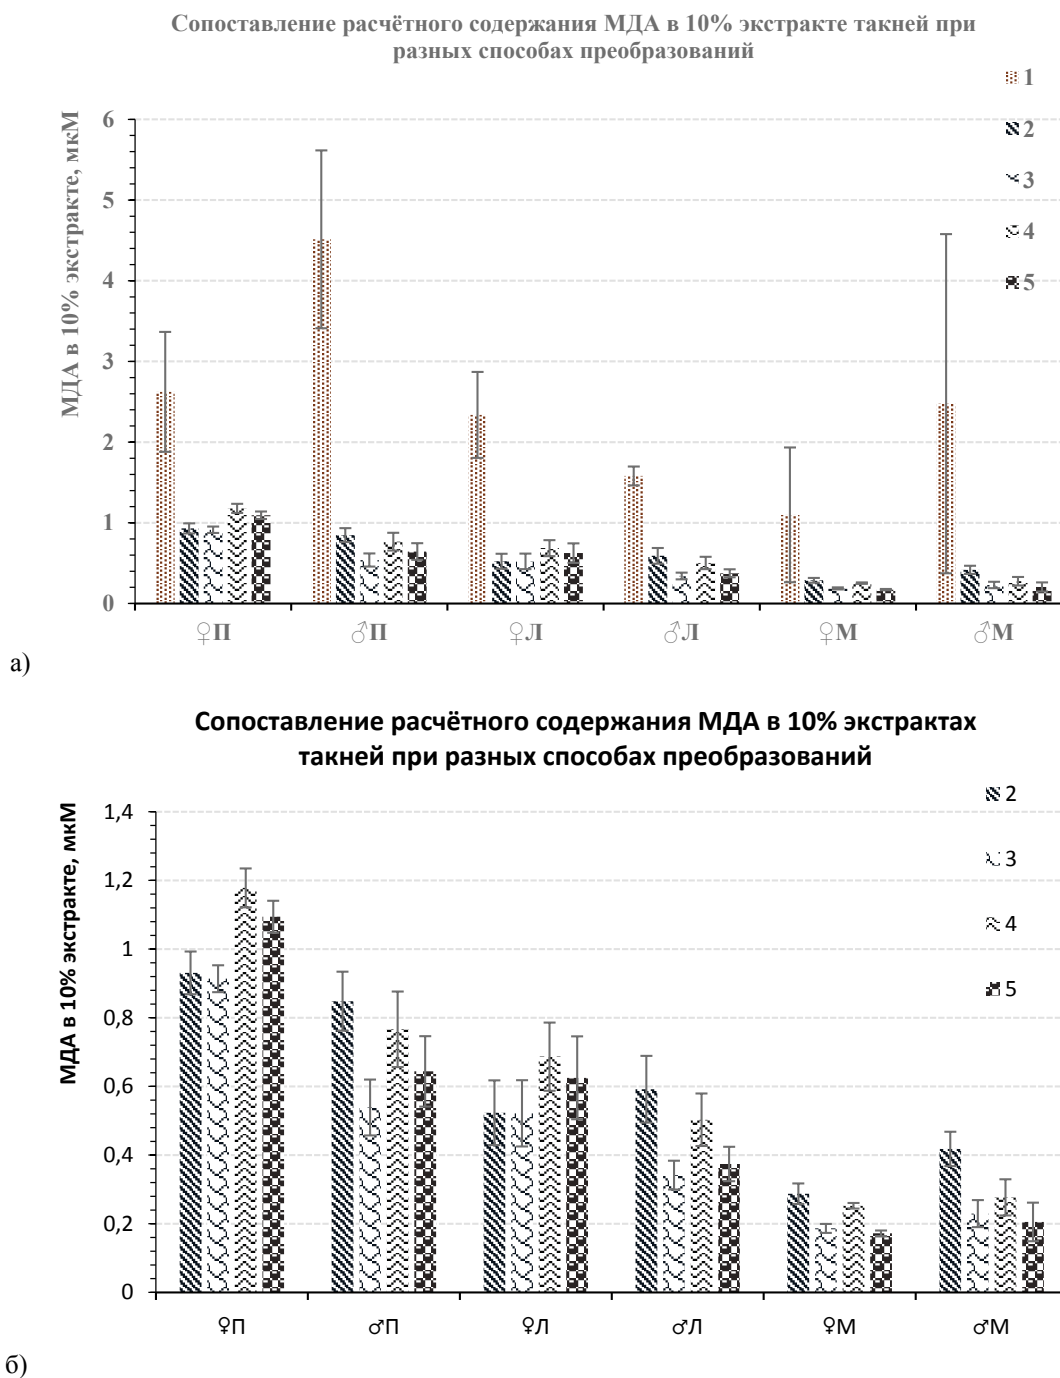 Сопоставление расчётного содержания МДА в 10% экстракте такней при
разных способах преобразований
1
2
3
4
5
МДА в 10% экстракте, мкМ
6
5
4
3
2
1
0
♀П
♂П
♀Л
♂Л
♀М
♂М
а)
Сопоставление расчётного содержания МДА в 10% экстрактах
такней при разных способах преобразований
2
3
4
5
МДА в 10% экстракте, мкМ
1,4
1,2
1
0,8
0,6
0,4
0,2
0
♀П
♂П
♀Л
♂Л
♀М
♂М
б)